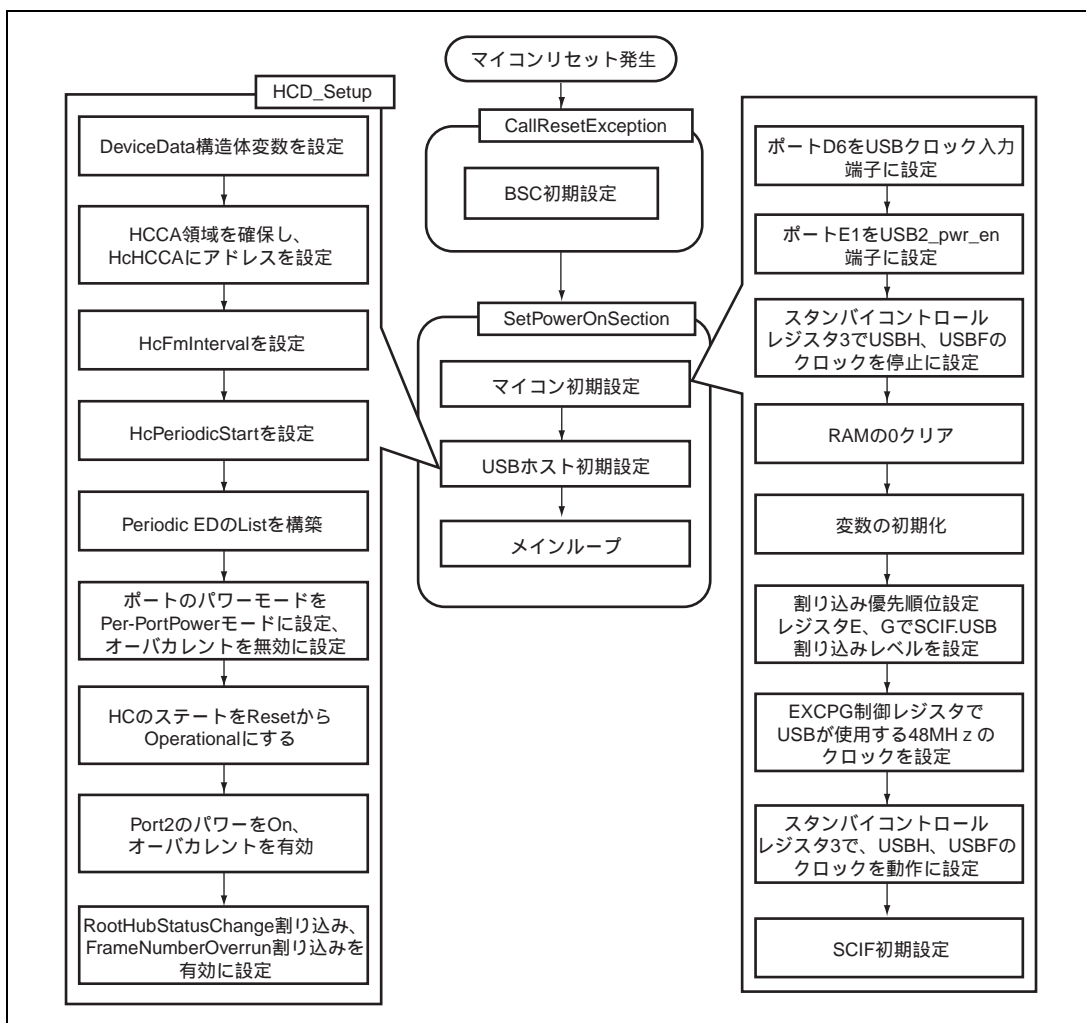 マイコンリセット発生
CallResetException
BSC初期設定
SetPowerOnSection
マイコン初期設定
USBホスト初期設定
メインループ
HCD_Setup
DeviceData構造体変数を設定
HCCA領域を確保し、
HcHCCAにアドレスを設定
HcFmIntervalを設定
HcPeriodicStartを設定
Periodic EDのListを構築
ポートのパワーモードを
Per-PortPowerモードに設定、
オーバカレントを無効に設定
HCのステートをResetから
Operationalにする
Port2のパワーをOn、
オーバカレントを有効
RootHubStatusChange割り込み、
FrameNumberOverrun割り込みを
有効に設定
ポートD6をUSBクロック入力
端子に設定
ポートE1をUSB2_pwr_en
端子に設定
スタンバイコントロール
レジスタ3でUSBH、USBFの
クロックを停止に設定
RAMの0クリア
変数の初期化
割り込み優先順位設定
レジスタE、GでSCIF.USB
割り込みレベルを設定
EXCPG制御レジスタで
USBが使用する48MHｚの
クロックを設定
スタンバイコントロール
レジスタ3で、USBH、USBFの
クロックを動作に設定
SCIF初期設定